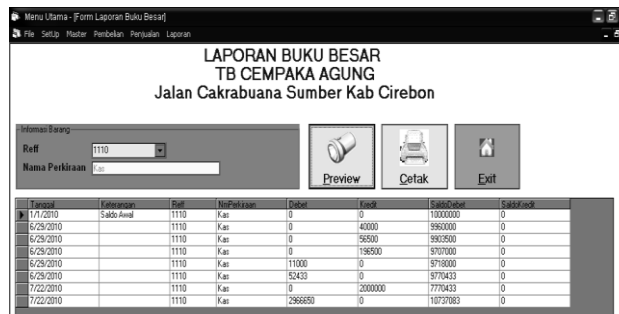 Menu Utama - [Form Laporan Buku Besar]
File SetUp Master Pembelian Penjualan Laporan
LAPORAN BUKU BESAR
TB CEMPAKA AGUNG
Jalan Cakrabuana Sumber Kab Cirebon
Informasi Barang
Reff 1110
Nama Perkiraan Kas
Preview Cetak Exit
Tanggal Keterangan Reff NmPerkiraan Debet Kredit SaldoDebet SaldoKredit
1/1/2010 Saldo Awal 1110 Kas 0 0 10000000 0
6/29/2010 1110 Kas 0 40000 9960000 0
6/29/2010 1110 Kas 0 56500 9903500 0
6/29/2010 1110 Kas 0 196500 9707000 0
6/29/2010 1110 Kas 11000 0 9718000 0
6/29/2010 1110 Kas 52433 0 9770433 0
7/22/2010 1110 Kas 0 2000000 7770433 0
7/22/2010 1110 Kas 2966650 0 10737083 0